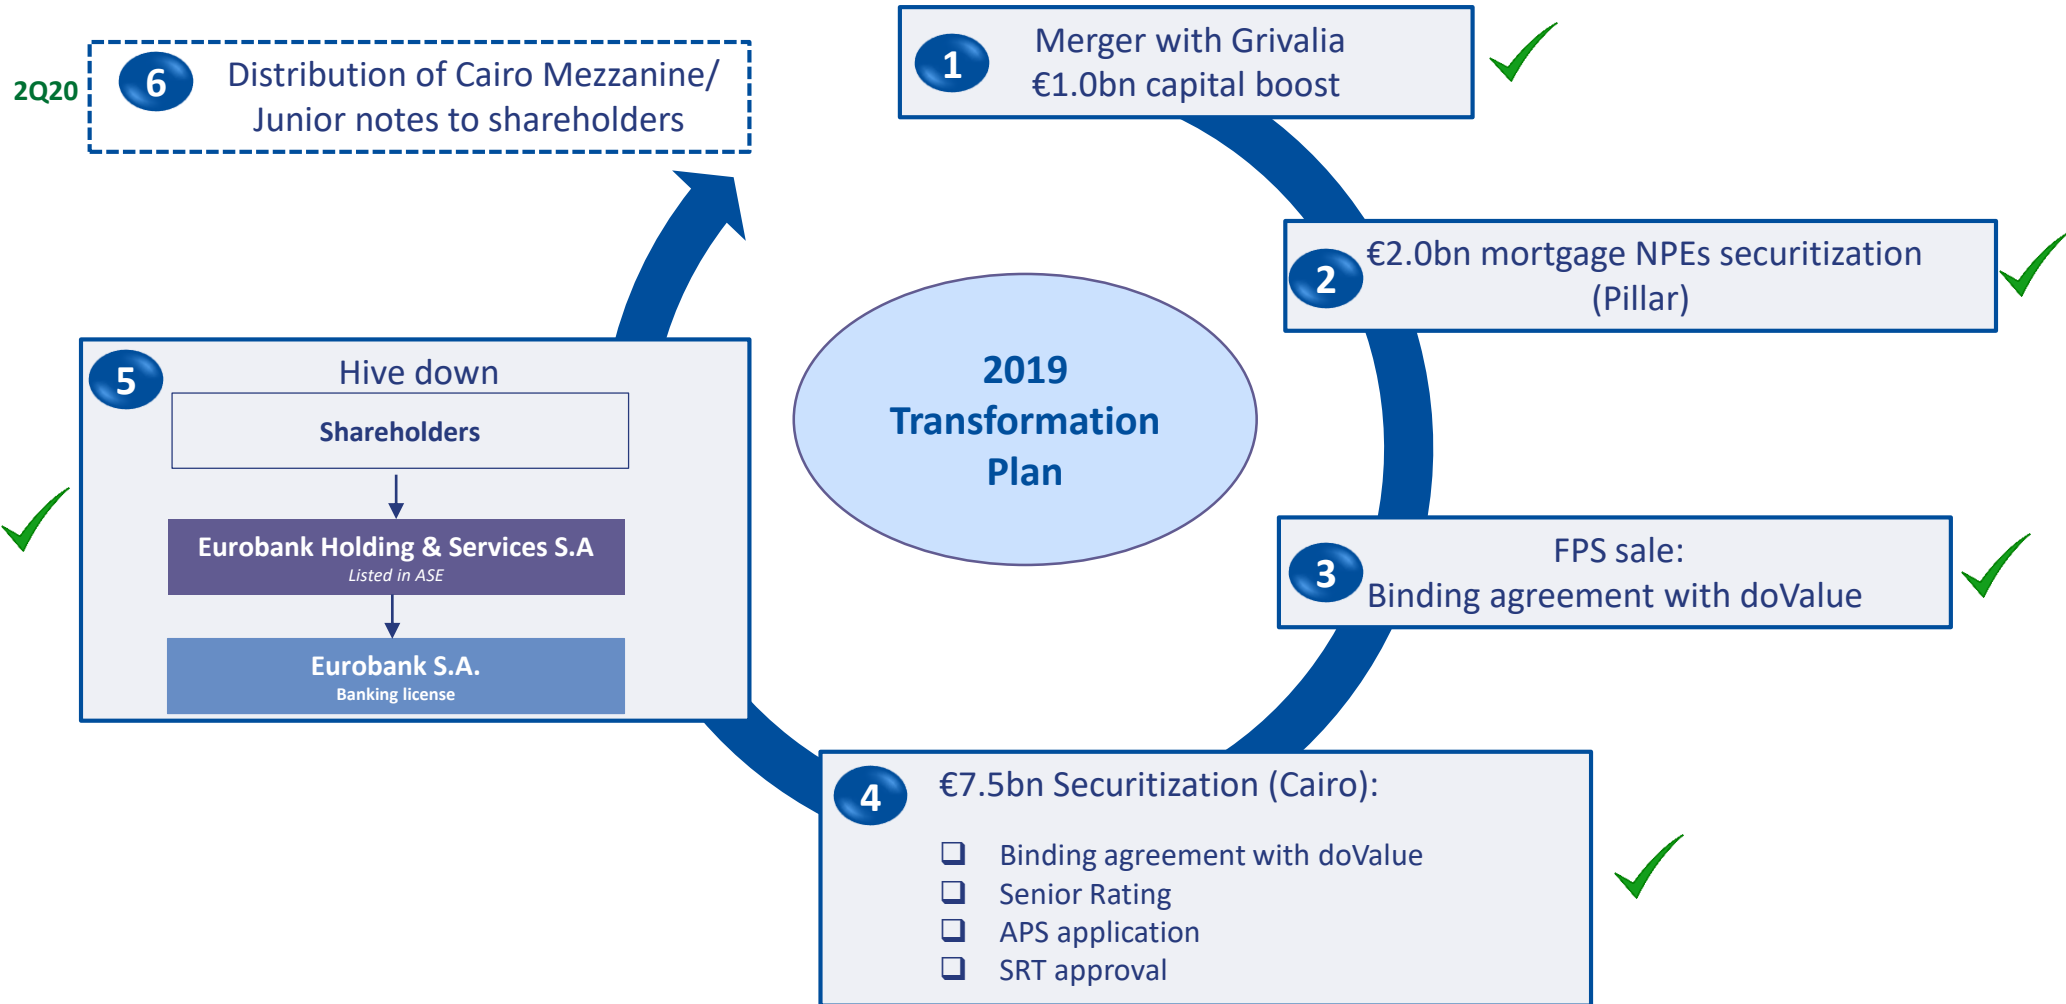 1
Merger with Grivalia
€1.0bn capital boost
2
€2.0bn mortgage NPEs securitization
(Pillar)
3
FPS sale:
Binding agreement with doValue
4
€7.5bn Securitization (Cairo):
❑ Binding agreement with doValue
❑ Senior Rating
❑ APS application
❑ SRT approval
5
Hive down
Shareholders
Eurobank Holding & Services S.A
Listed in ASE
Eurobank S.A.
Banking license
2Q20
6
Distribution of Cairo Mezzanine/
Junior notes to shareholders
2019
Transformation
Plan